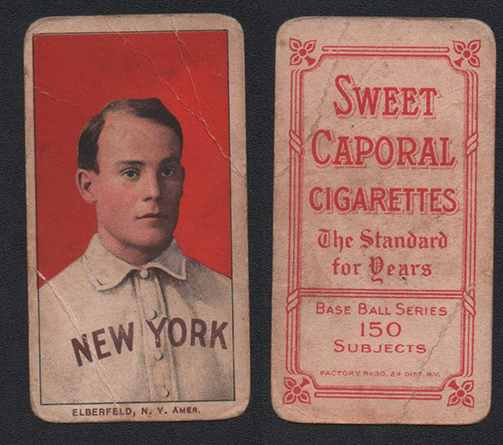 NEW YORK
ELBERFELD, N. Y. AMER.
SWEET
CAPORAL
CIGARETTES
The Standard
for Years
BASE BALL SERIES
150
SUBJECTS
FACTORY No. 30, 2d DIST. N.Y.